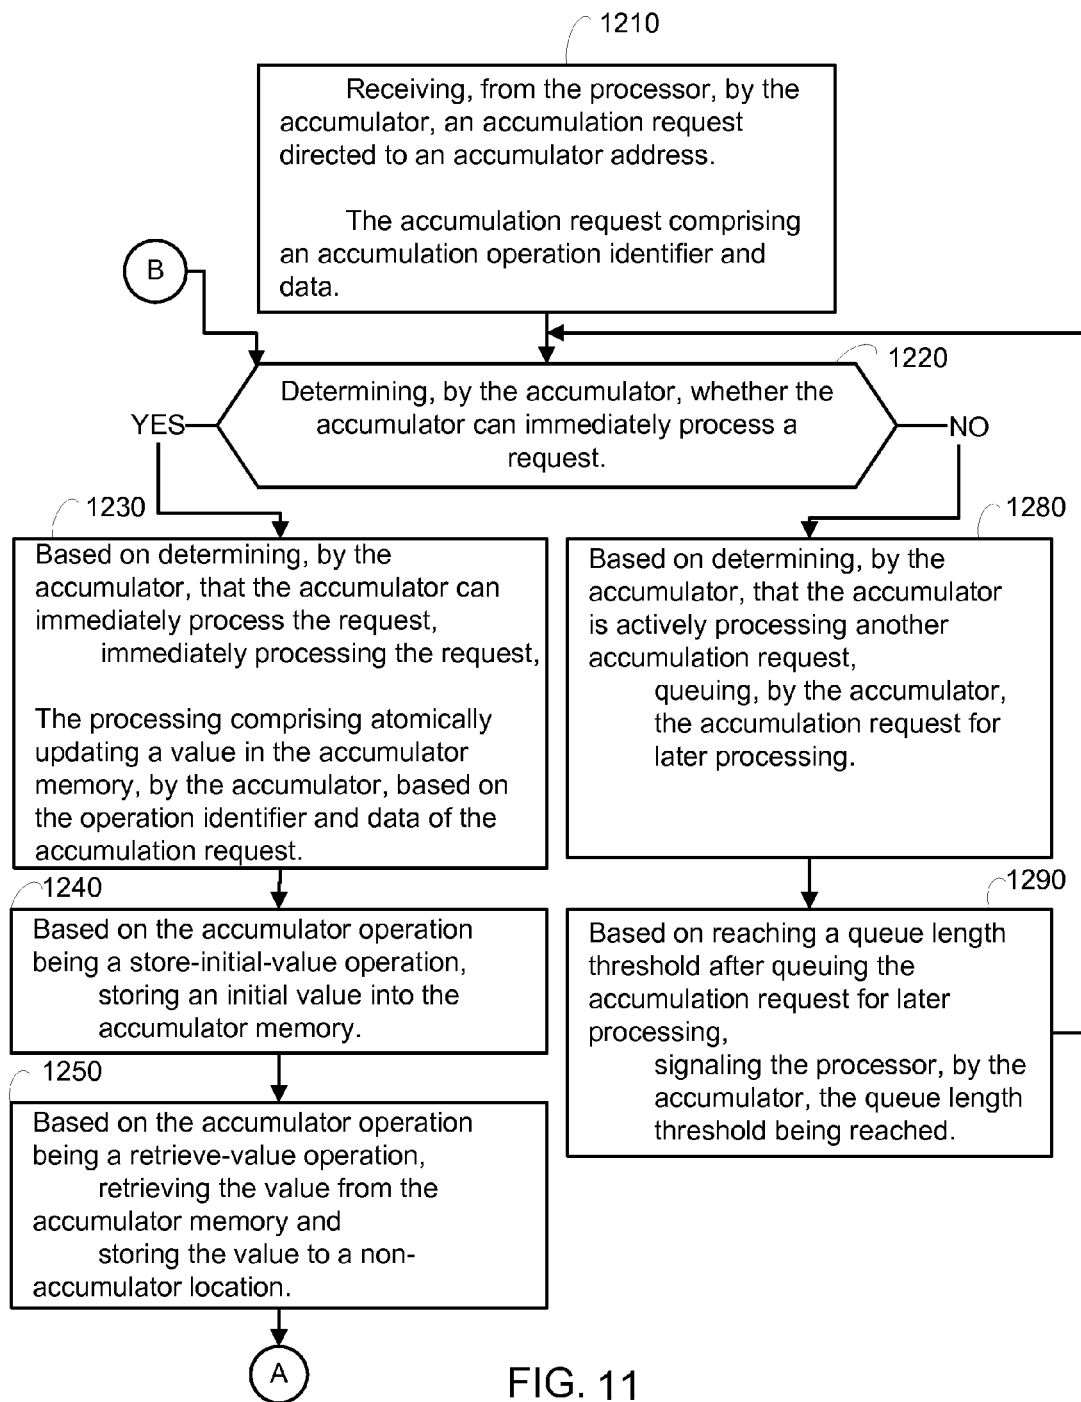 1210
Receiving, from the processor, by the
accumulator, an accumulation request
directed to an accumulator address.
The accumulation request comprising
an accumulation operation identifier and
data.
B
1220
Determining, by the accumulator, whether the
accumulator can immediately process a
request.
YES
NO
1230
Based on determining, by the
accumulator, that the accumulator can
immediately process the request,
immediately processing the request,
The processing comprising atomically
updating a value in the accumulator
memory, by the accumulator, based on
the operation identifier and data of the
accumulation request.
1280
Based on determining, by the
accumulator, that the accumulator
is actively processing another
accumulation request,
queuing, by the accumulator,
the accumulation request for
later processing.
1240
Based on the accumulator operation
being a store-initial-value operation,
storing an initial value into the
accumulator memory.
1290
Based on reaching a queue length
threshold after queuing the
accumulation request for later
processing,
signaling the processor, by the
accumulator, the queue length
threshold being reached.
1250
Based on the accumulator operation
being a retrieve-value operation,
retrieving the value from the
accumulator memory and
storing the value to a non-
accumulator location.
A
FIG. 11